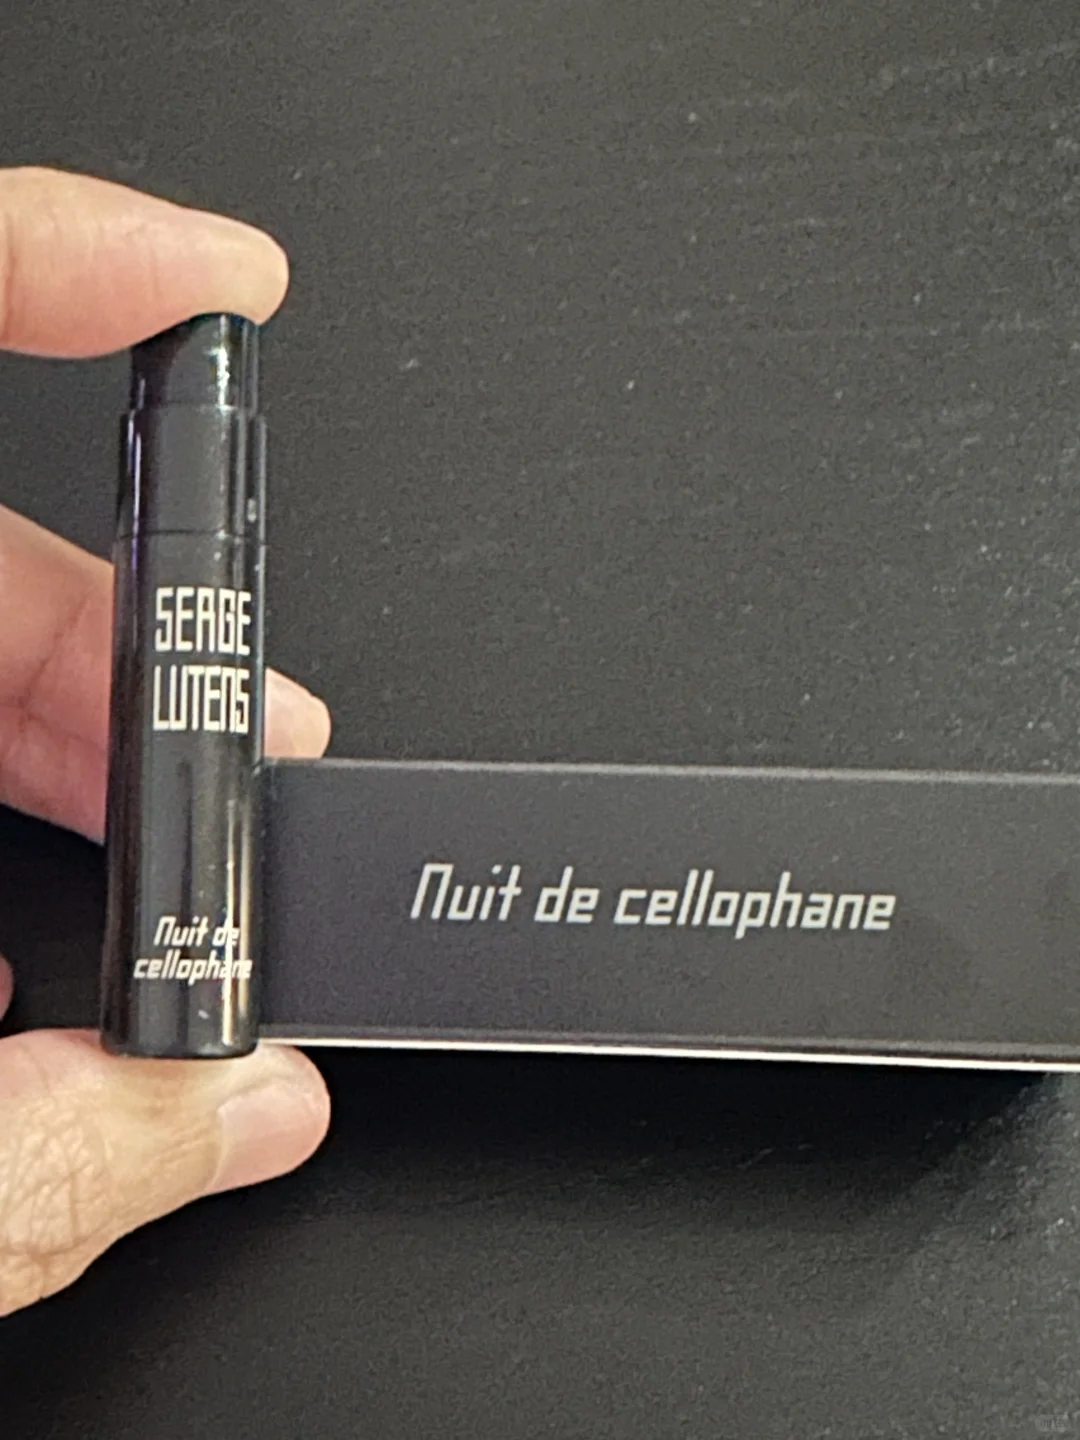 SERGE
LUTENS
Nuit de
cellophane
Nuit de cellophane